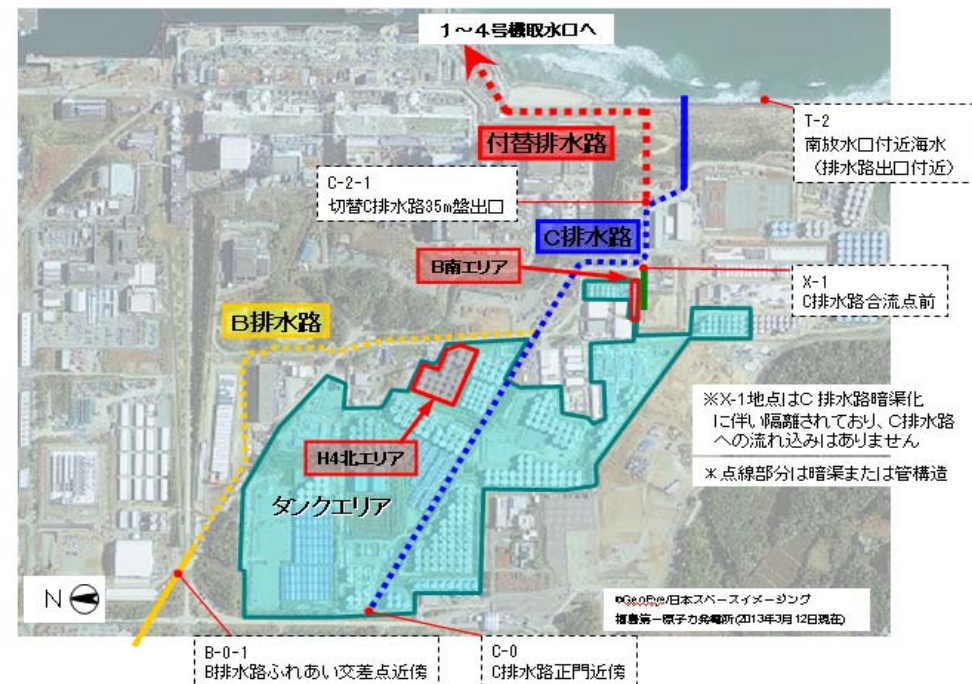 1～4号機取水口へ
T-2
南放水口付近海水
（排水路出口付近）
付替排水路
C-2-1
切替C排水路35m盤出口
C排水路
B南エリア
X-1
C排水路合流点前
B排水路
※X-1地点はC 排水路暗渠化
に伴い隔離されており、C排水路
への流れ込みはありません
H4北エリア
＊点線部分は暗渠または管構造
タンクエリア
N
©GeoEye/日本スペースイメージング
福島第一原子力発電所(2013年3月12日現在)
B-0-1
B排水路ふれあい交差点近傍
C-0
C排水路正門近傍